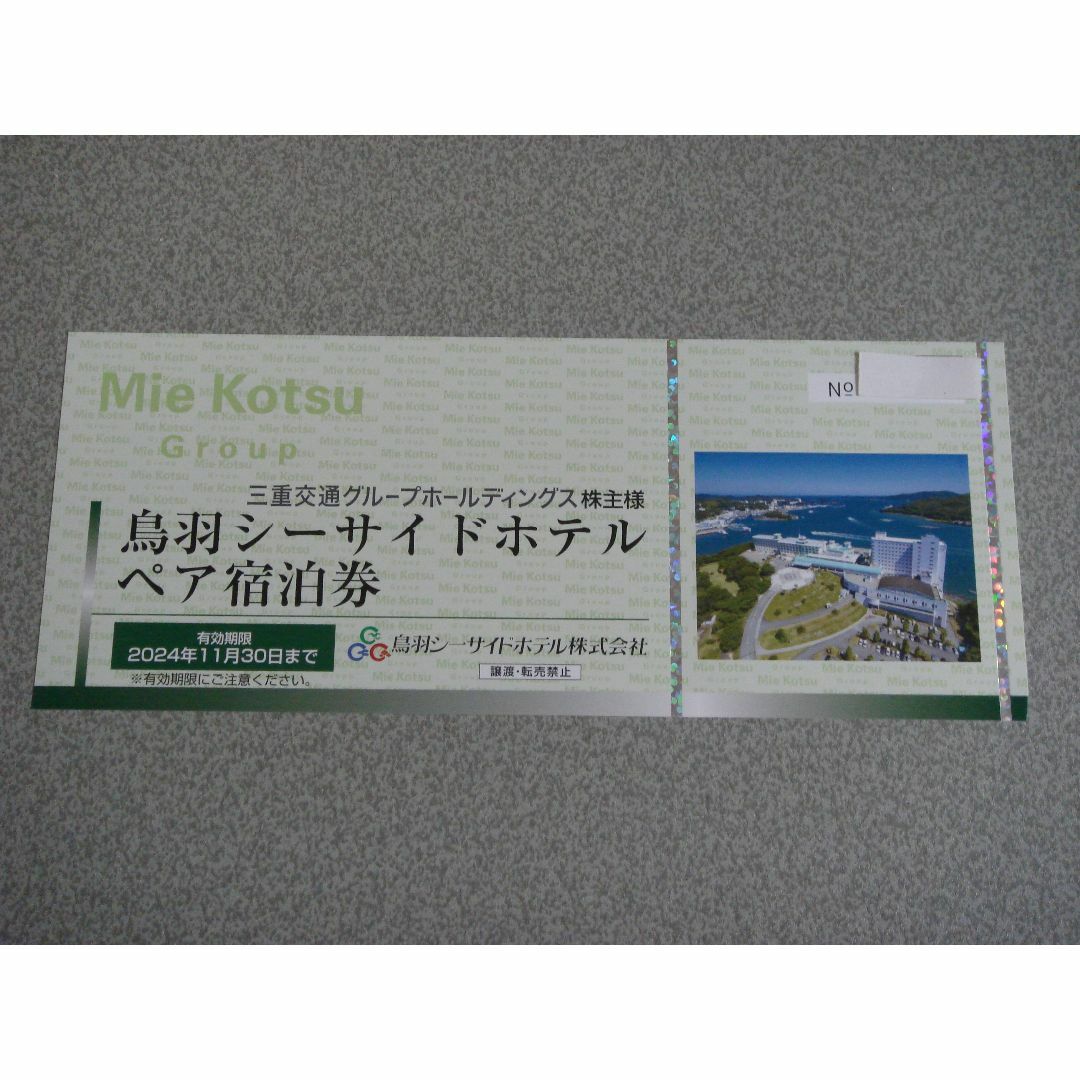 Mie Kotsu
Group
No
三重交通グループホールディングス 株主様
鳥羽シーサイドホテル
ペア宿泊券
有効期限
2024年11月30日まで
※有効期限にご注意ください。
鳥羽シーサイドホテル株式会社
譲渡・転売禁止